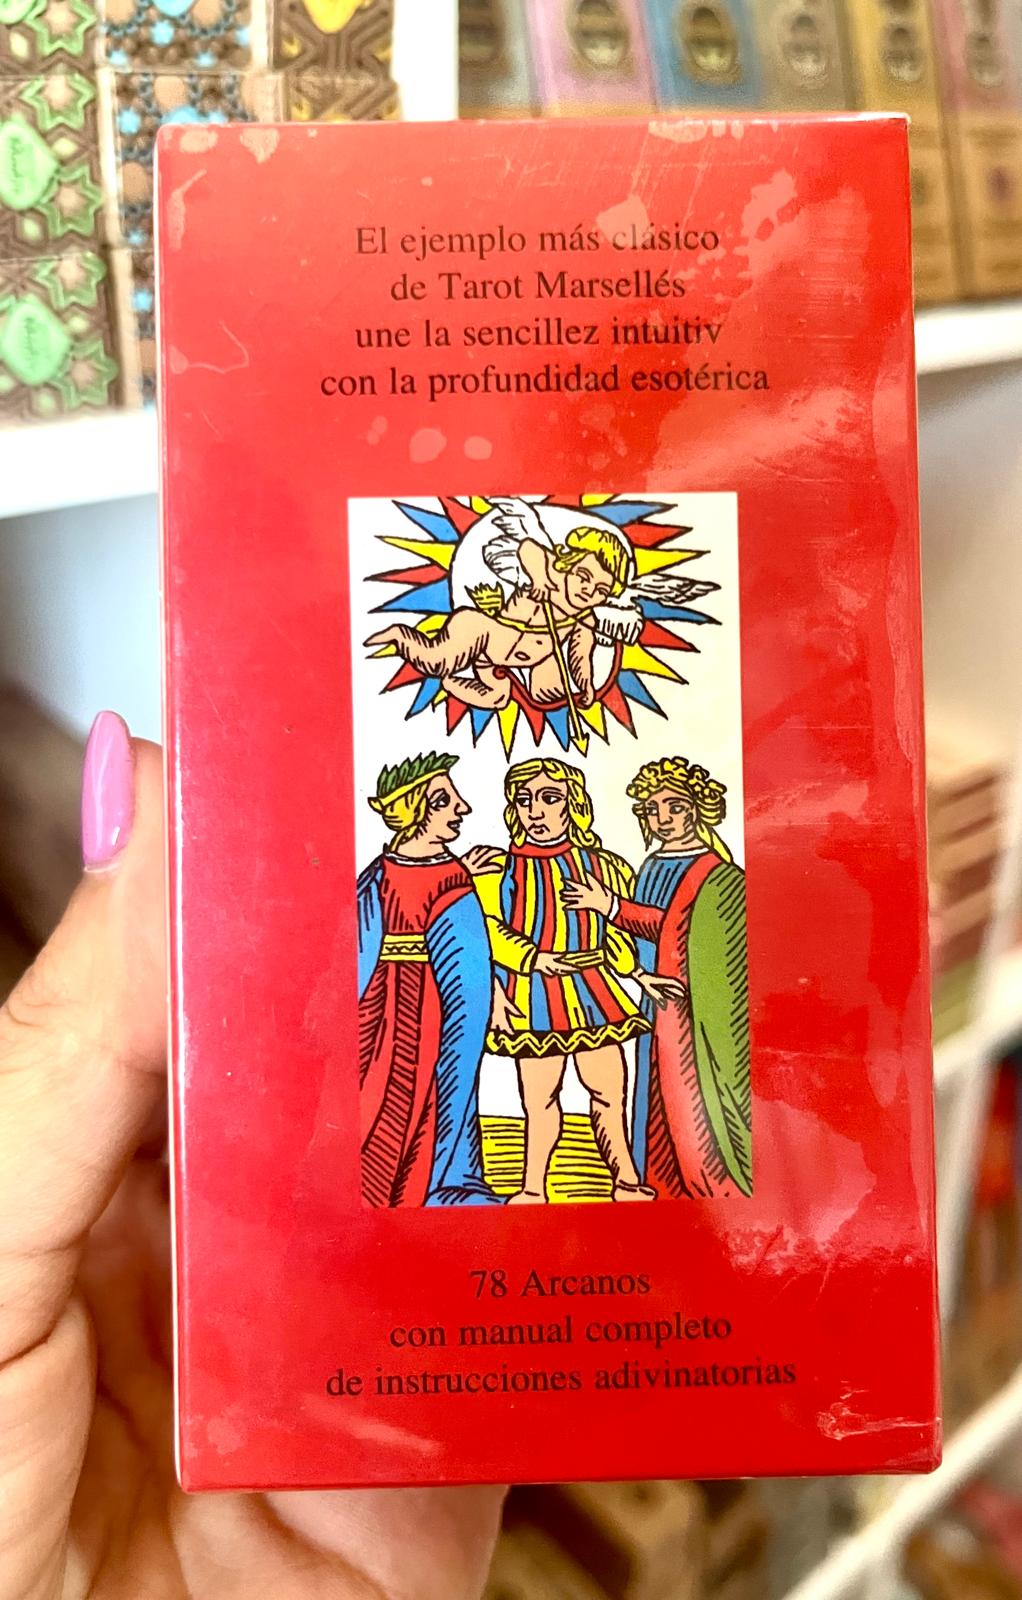 El ejemplo más clásico
de Tarot Marsellés
une la sencillez intuitiv
con la profundidad esotérica
78 Arcanos
con manual completo
de instrucciones adivinatorias